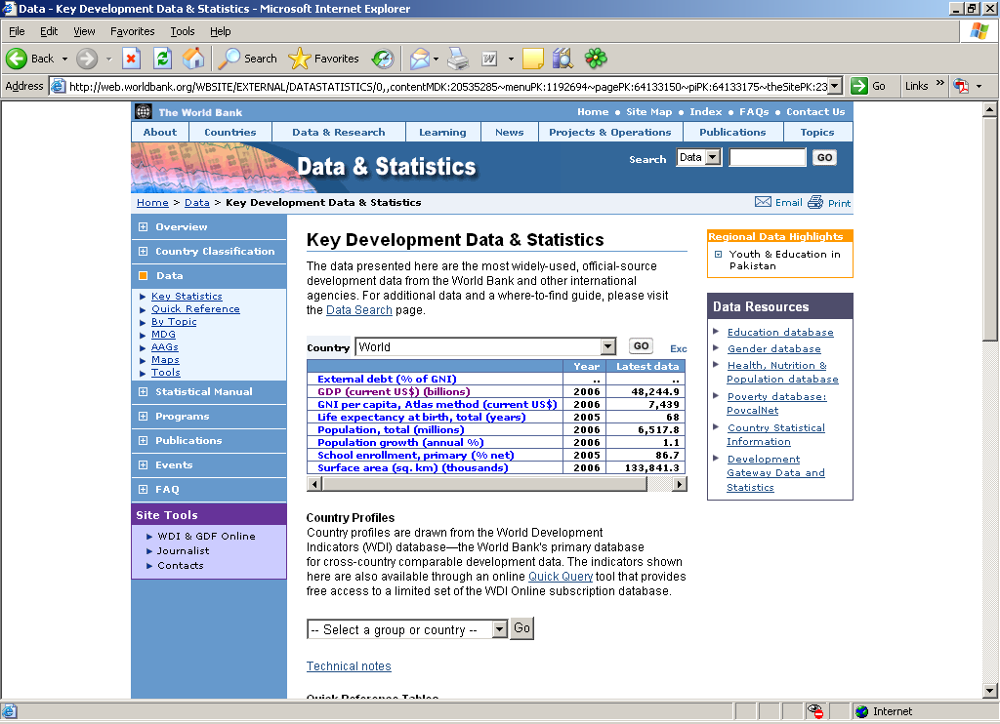 Data - Key Development Data & Statistics - Microsoft Internet Explorer
File Edit View Favorites Tools Help
Back Search Favorites W
Address http://web.worldbank.org/WBSITE/EXTERNAL/DATASTATISTICS/0,,contentMDK:20535285~menuPK:1192694~pagePK:64133150~piPK:64133175~theSitePK:23 Go Links »
The World Bank Home • Site Map • Index • FAQs • Contact Us
About Countries Data & Research Learning News Projects & Operations Publications Topics
Data & Statistics Search Data GO
Home > Data > Key Development Data & Statistics Email Print
Overview
Country Classification
Data
Key Statistics
Quick Reference
By Topic
MDG
AAGs
Maps
Tools
Statistical Manual
Programs
Publications
Events
FAQ
Site Tools
WDI & GDF Online
Journalist
Contacts
Key Development Data & Statistics
The data presented here are the most widely-used, official-source
development data from the World Bank and other international
agencies. For additional data and a where-to-find guide, please visit
the Data Search page.
Country World GO Exc
Year Latest data
External debt (% of GNI) .. 
GDP (current US$) (billions) 2006 48,244.9
GNI per capita, Atlas method (current US$) 2006 7,439
Life expectancy at birth, total (years) 2005 68
Population, total (millions) 2006 6,517.8
Population growth (annual %) 2006 1.1
School enrollment, primary (% net) 2005 86.7
Surface area (sq. km) (thousands) 2006 133,841.3
Country Profiles
Country profiles are drawn from the World Development
Indicators (WDI) database—the World Bank's primary database
for cross-country comparable development data. The indicators shown
here are also available through an online Quick Query tool that provides
free access to a limited set of the WDI Online subscription database.
-- Select a group or country -- Go
Technical notes
Quick Reference Tables
Regional Data Highlights
Youth & Education in
Pakistan
Data Resources
Education database
Gender database
Health, Nutrition &
Population database
Poverty database:
PovcalNet
Country Statistical
Information
Development
Gateway Data and
Statistics
Internet